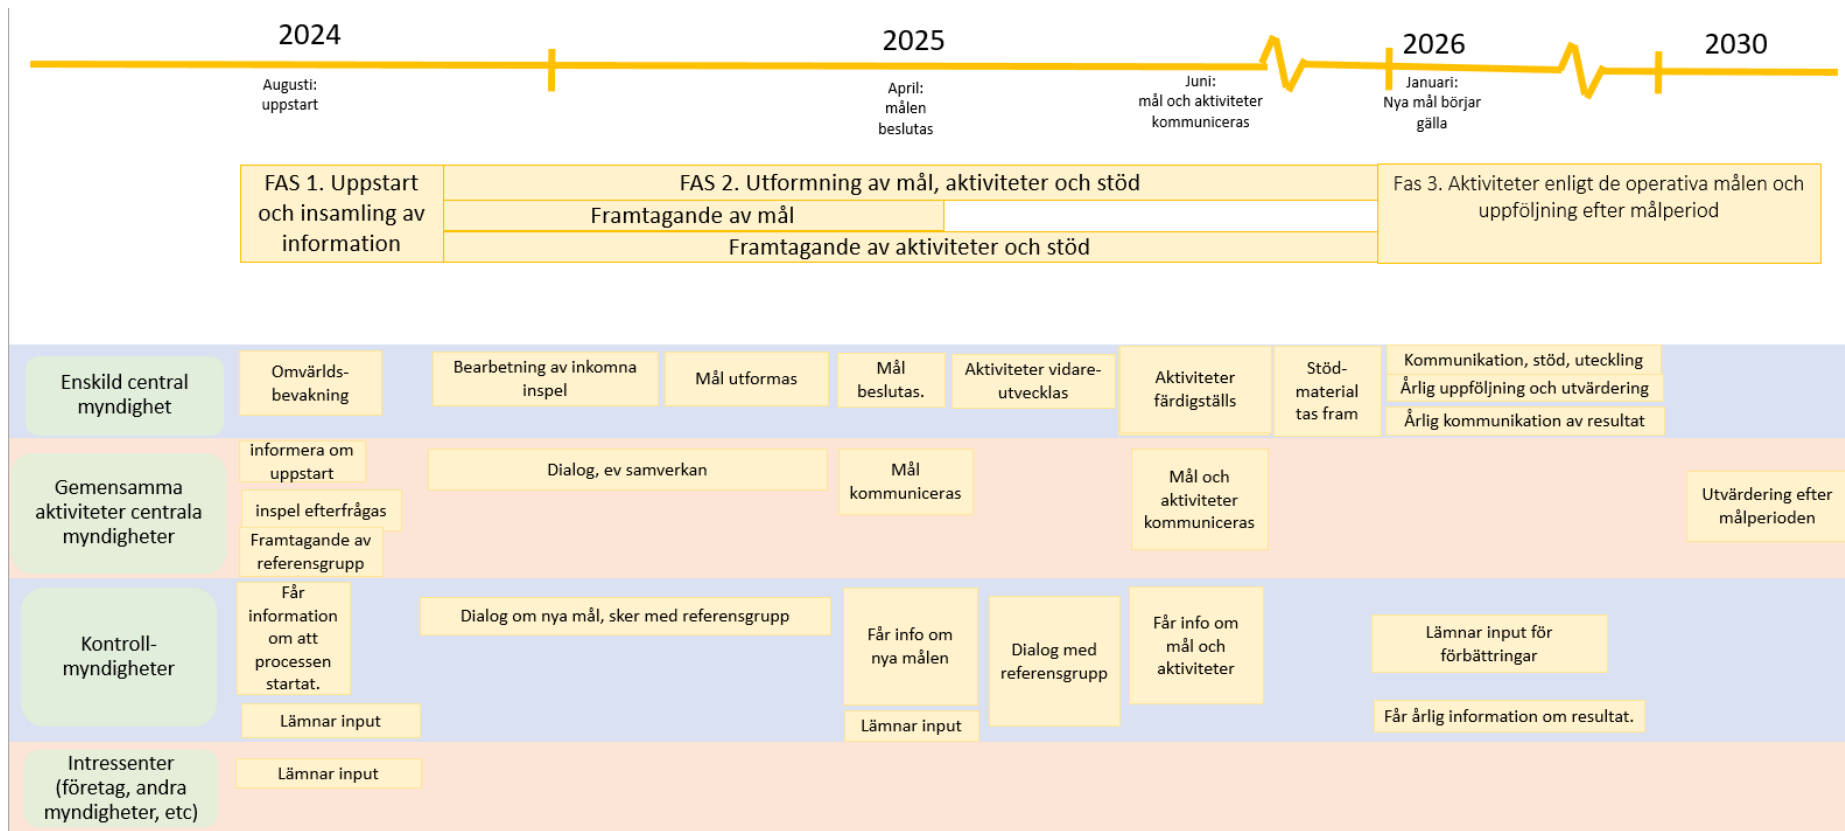 2024
2025
2026
2030
Augusti:
uppstart
April:
målen
beslutas
Juni:
mål och aktiviteter
kommuniceras
Januari:
Nya mål börjar
gälla
FAS 1. Uppstart
och insamling av
information
FAS 2. Utformning av mål, aktiviteter och stöd
Framtagande av mål
Framtagande av aktiviteter och stöd
Fas 3. Aktiviteter enligt de operativa målen och
uppföljning efter målperiod
Enskild central
myndighet
Omvärlds-
bevakning
Bearbetning av inkomna
inspel
Mål utformas
Mål
beslutas.
Aktiviteter vidare-
utvecklas
Aktiviteter
färdigställs
Stöd-
material
tas fram
Kommunikation, stöd, uteckling
Årlig uppföljning och utvärdering
Årlig kommunikation av resultat
Gemensamma
aktiviteter centrala
myndigheter
informera om
uppstart
inspel efterfrågas
Framtagande av
referensgrupp
Dialog, ev samverkan
Mål
kommuniceras
Mål och
aktiviteter
kommuniceras
Utvärdering efter
målperioden
Kontroll-
myndigheter
Får
information
om att
processen
startat.
Lämnar input
Dialog om nya mål, sker med referensgrupp
Får info om
nya målen
Lämnar input
Dialog med
referensgrupp
Får info om
mål och
aktiviteter
Lämnar input för
förbättringar
Får årlig information om resultat.
Intressenter
(företag, andra
myndigheter, etc)
Lämnar input